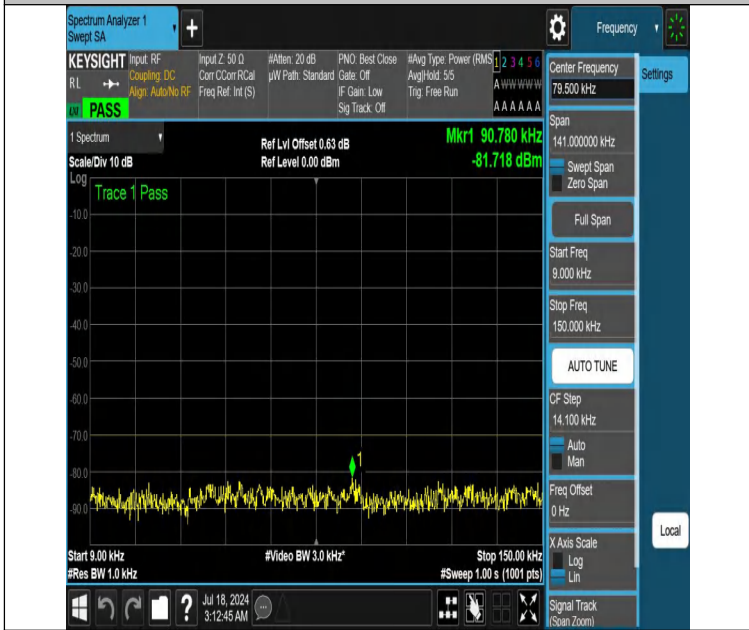 Spectrum Analyzer 1
Swept SA
Frequency
KEYSIGHT
RL
PASS
Input: RF
Coupling: DC
Align: Auto/No RF
Input Z: 50 Ω
Corr CCorr RCal
Freq Ref: Int (S)
#Atten: 20 dB
µW Path: Standard
PNO: Best Close
Gate: Off
IF Gain: Low
Sig Track: Off
#Avg Type: Power (RMS
Avg|Hold: 5/5
Trig: Free Run
1 2 3 4 5 6
A W W W W W
A A A A A A
1 Spectrum
Scale/Div 10 dB
Ref Lvl Offset 0.63 dB
Ref Level 0.00 dBm
Mkr1 90.780 kHz
-81.718 dBm
Log
Trace 1 Pass
-10.0
-20.0
-30.0
-40.0
-50.0
-60.0
-70.0
-80.0
-90.0
1
Start 9.00 kHz
#Res BW 1.0 kHz
#Video BW 3.0 kHz*
Stop 150.00 kHz
#Sweep 1.00 s (1001 pts)
Jul 18, 2024
3:12:45 AM
?
Center Frequency
79.500 kHz
Settings
Span
141.000000 kHz
Swept Span
Zero Span
Full Span
Start Freq
9.000 kHz
Stop Freq
150.000 kHz
AUTO TUNE
CF Step
14.100 kHz
Auto
Man
Freq Offset
0 Hz
X Axis Scale
Log
Lin
Local
Signal Track
(Span Zoom)